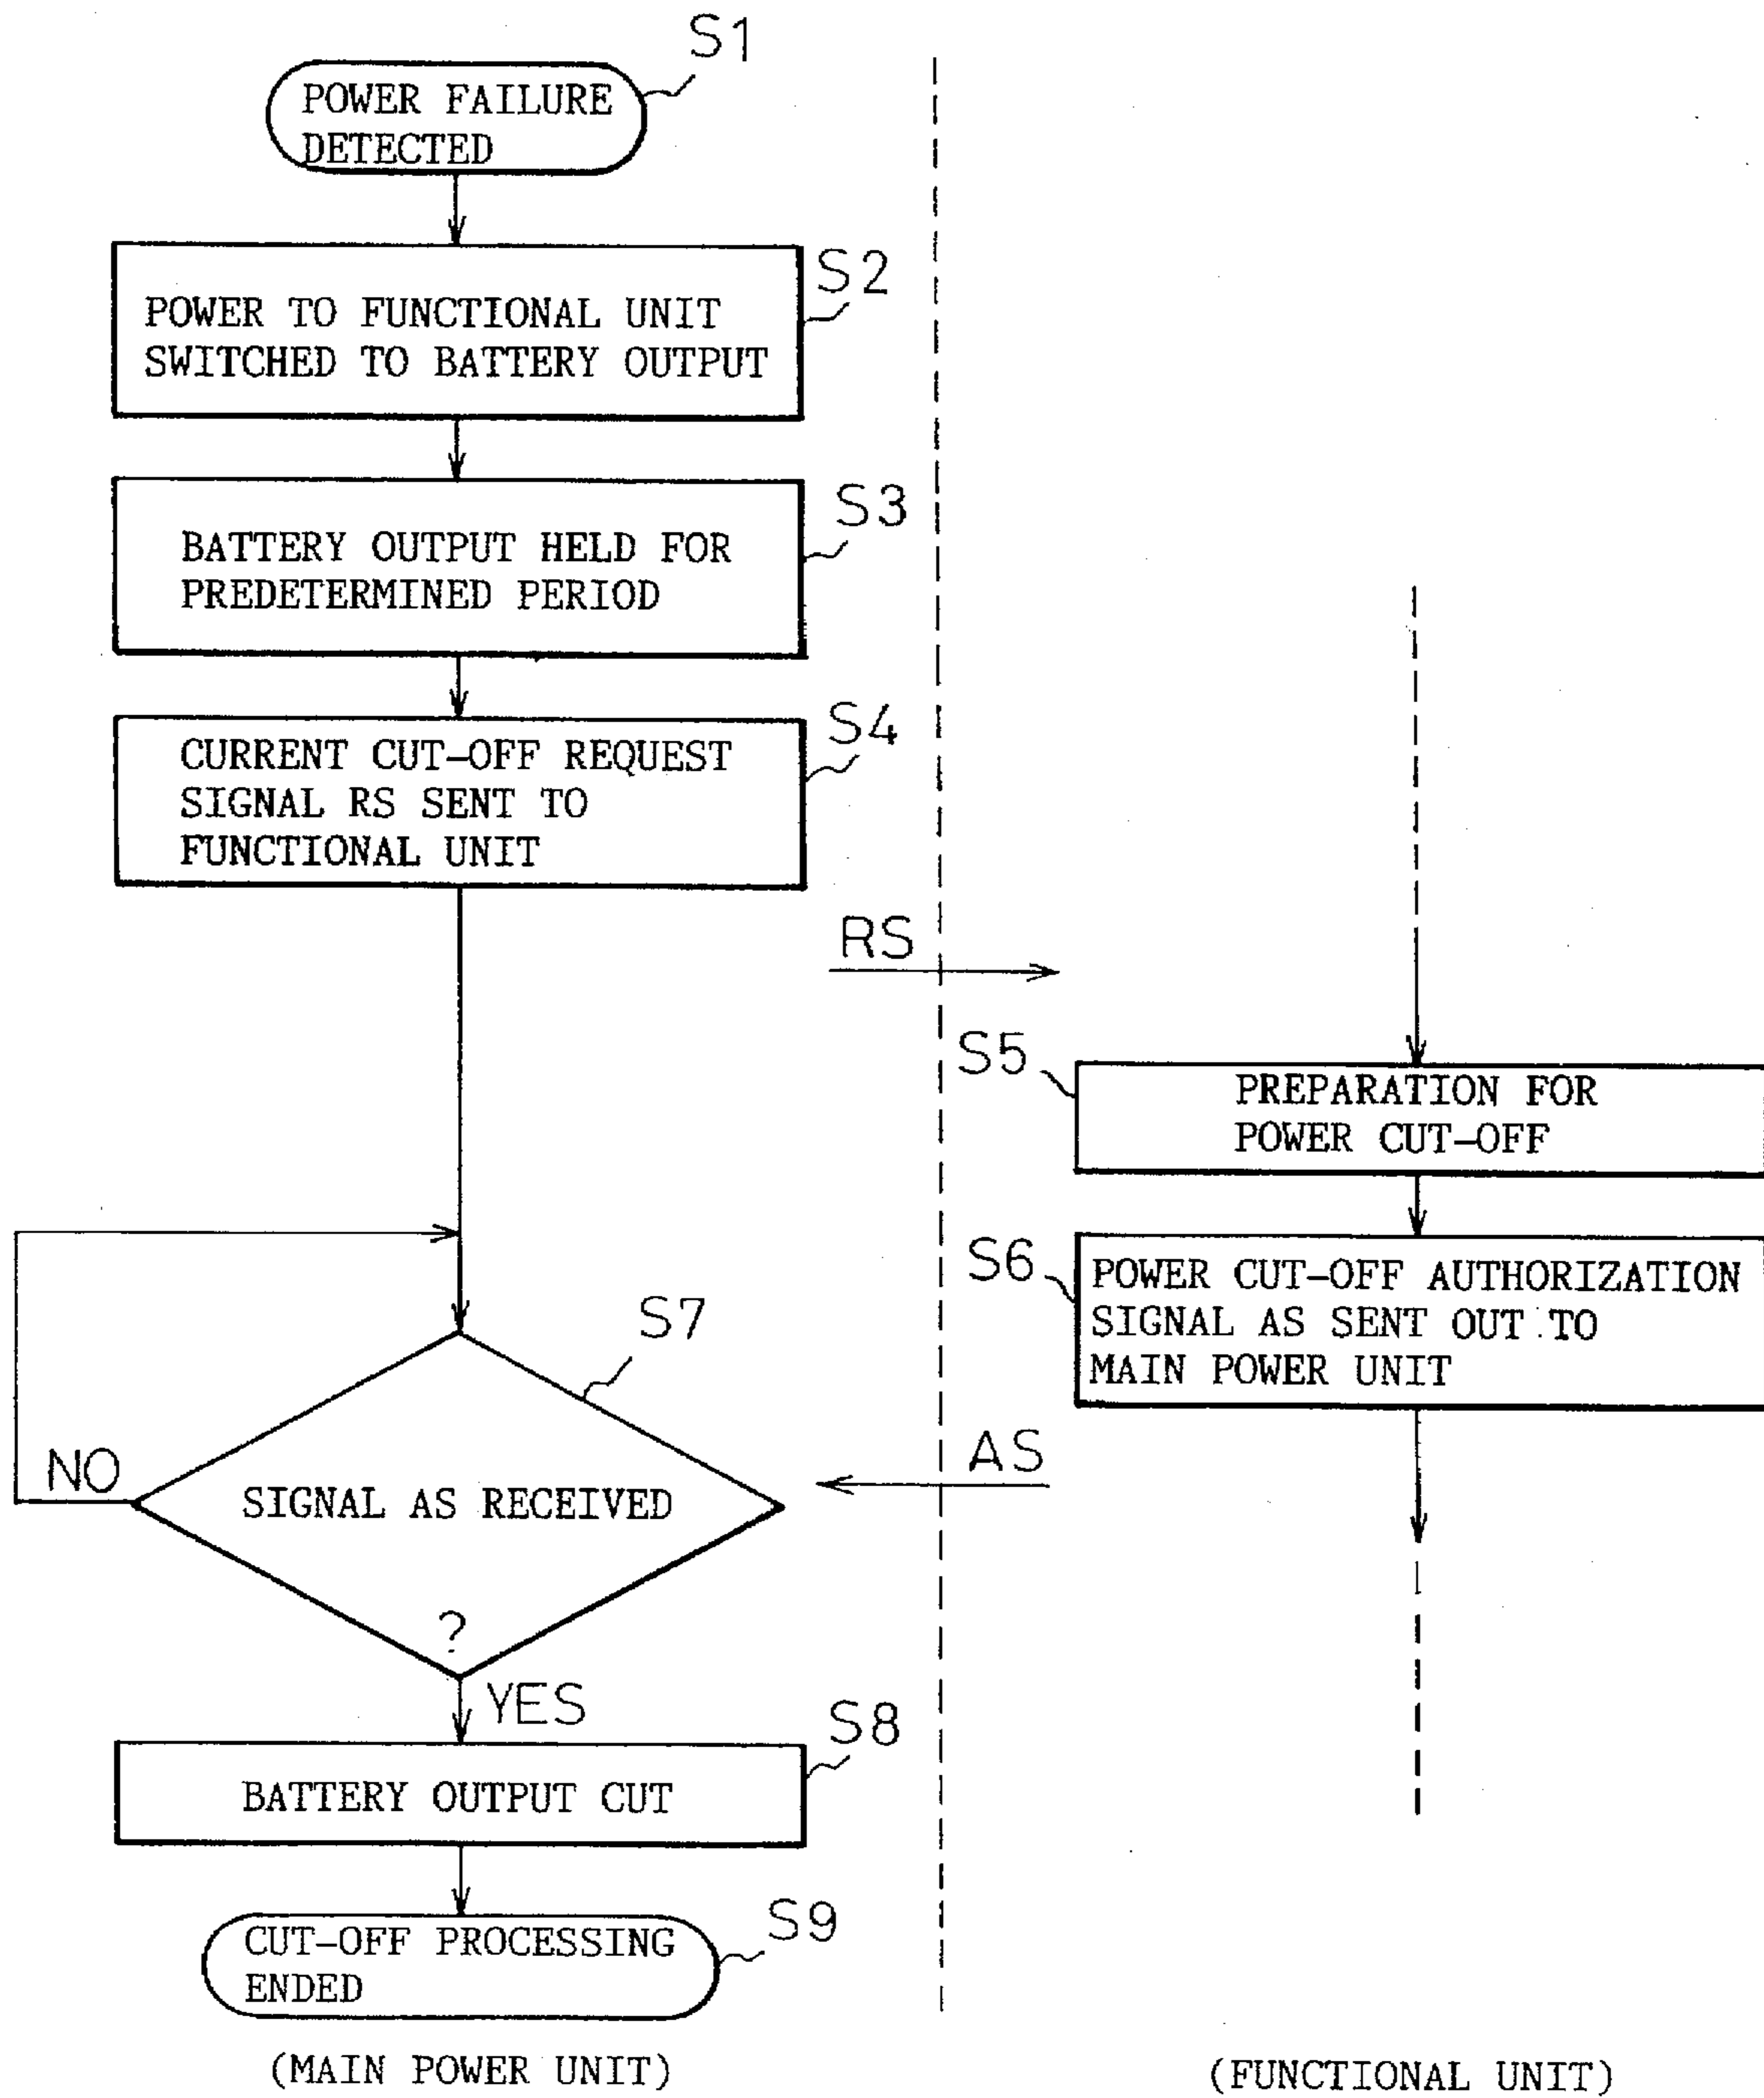 S1
POWER FAILURE
DETECTED
S2
POWER TO FUNCTIONAL UNIT
SWITCHED TO BATTERY OUTPUT
S3
BATTERY OUTPUT HELD FOR
PREDETERMINED PERIOD
S4
CURRENT CUT-OFF REQUEST
SIGNAL RS SENT TO
FUNCTIONAL UNIT
RS
S5
PREPARATION FOR
POWER CUT-OFF
S6
POWER CUT-OFF AUTHORIZATION
SIGNAL AS SENT OUT TO
MAIN POWER UNIT
AS
S7
NO
SIGNAL AS RECEIVED
?
YES
S8
BATTERY OUTPUT CUT
S9
CUT-OFF PROCESSING
ENDED
(MAIN POWER UNIT)
(FUNCTIONAL UNIT)